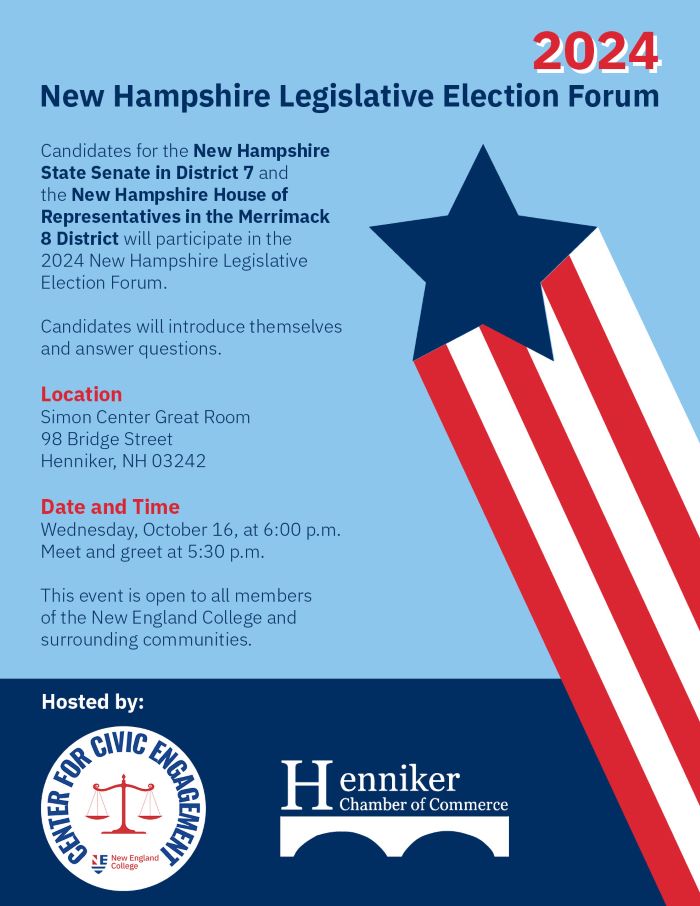 2024
New Hampshire Legislative Election Forum
Candidates for the New Hampshire
State Senate in District 7 and
the New Hampshire House of
Representatives in the Merrimack
8 District will participate in the
2024 New Hampshire Legislative
Election Forum.
Candidates will introduce themselves
and answer questions.
Location
Simon Center Great Room
98 Bridge Street
Henniker, NH 03242
Date and Time
Wednesday, October 16, at 6:00 p.m.
Meet and greet at 5:30 p.m.
This event is open to all members
of the New England College and
surrounding communities.
Hosted by:
CENTER FOR CIVIC ENGAGEMENT
NE New England
College
Henniker
Chamber of Commerce